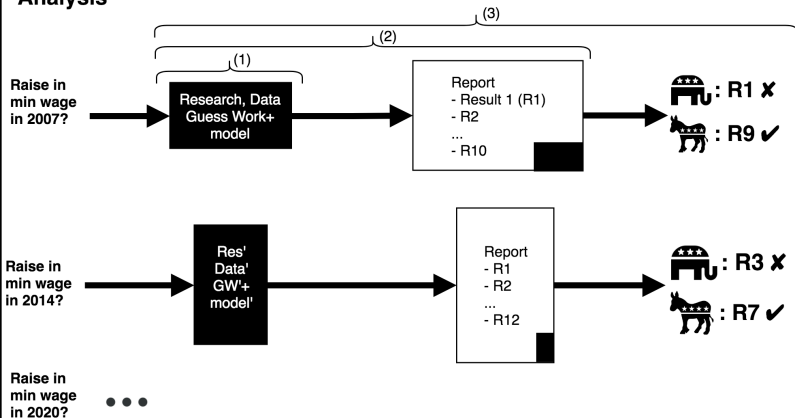 Analysis
(3)
(2)
(1)
Raise in
min wage
in 2007?
Research, Data
Guess Work+
model
Report
- Result 1 (R1)
- R2
...
- R10
: R1 ✘
: R9 ✔
Raise in
min wage
in 2014?
Res'
Data'
GW'+
model'
Report
- R1
- R2
...
- R12
: R3 ✘
: R7 ✔
Raise in
min wage
in 2020?